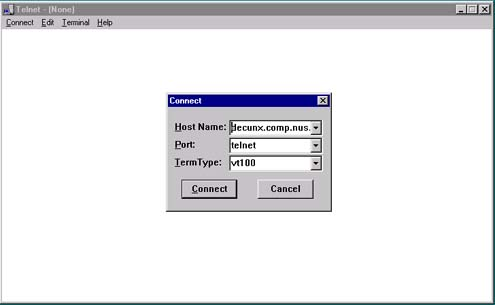 Telnet - (None)
Connect Edit Terminal Help
Connect
Host Name: decunx.comp.nus.
Port: telnet
TermType: vt100
Connect Cancel